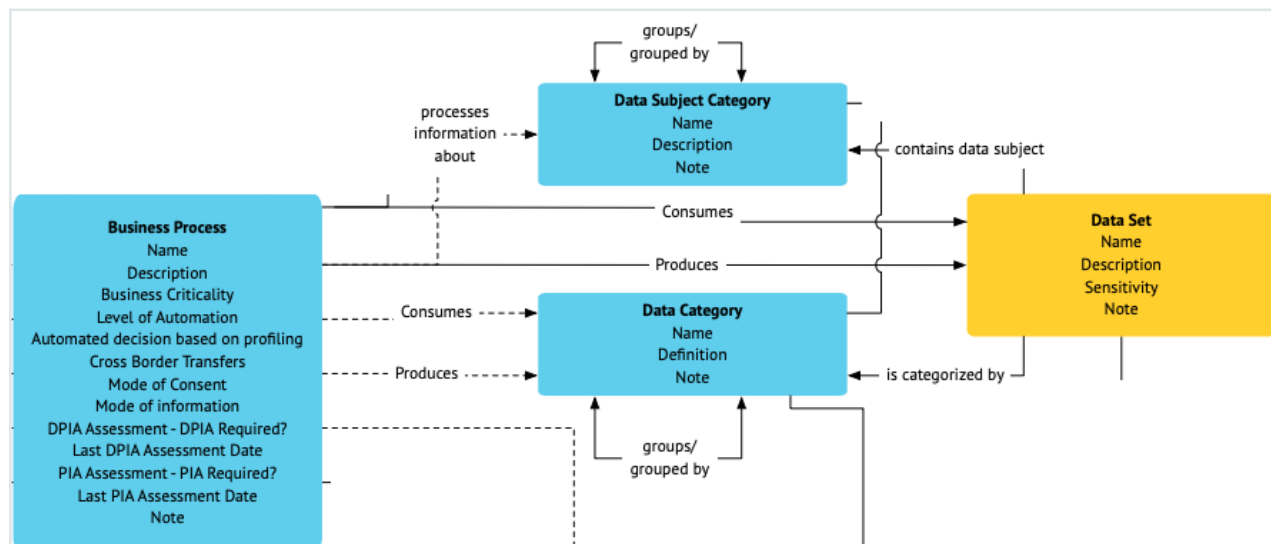 groups/
grouped by
Data Subject Category
Name
Description
Note
processes
information
about
contains data subject
Consumes
Business Process
Name
Description
Business Criticality
Level of Automation
Automated decision based on profiling
Cross Border Transfers
Mode of Consent
Mode of information
DPIA Assessment - DPIA Required?
Last DPIA Assessment Date
PIA Assessment - PIA Required?
Last PIA Assessment Date
Note
Data Set
Name
Description
Sensitivity
Note
Produces
Consumes
Data Category
Name
Definition
Note
Produces
is categorized by
groups/
grouped by